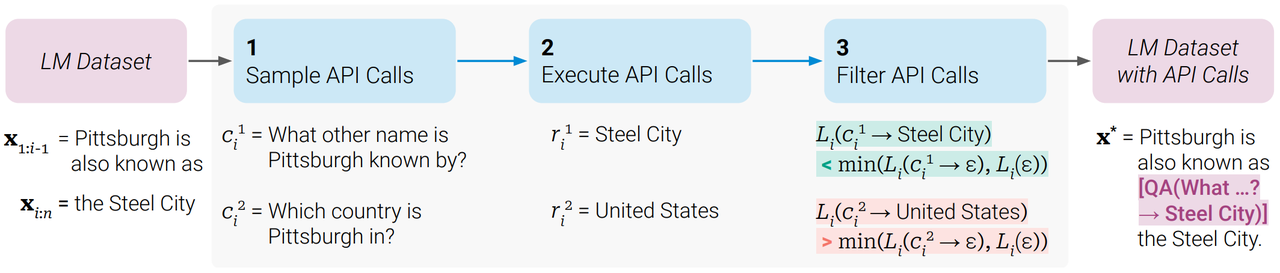 LM Dataset
x1:i-1 = Pittsburgh is
also known as
xi:n = the Steel City
1
Sample API Calls
ci1 = What other name is
Pittsburgh known by?
ci2 = Which country is
Pittsburgh in?
2
Execute API Calls
ri1 = Steel City
ri2 = United States
3
Filter API Calls
Li(ci1 → Steel City)
< min(Li(ci1 → ε), Li(ε))
Li(ci2 → United States)
> min(Li(ci2 → ε), Li(ε))
LM Dataset
with API Calls
x* = Pittsburgh is
also known as
[QA(What ...?
→ Steel City)]
the Steel City.